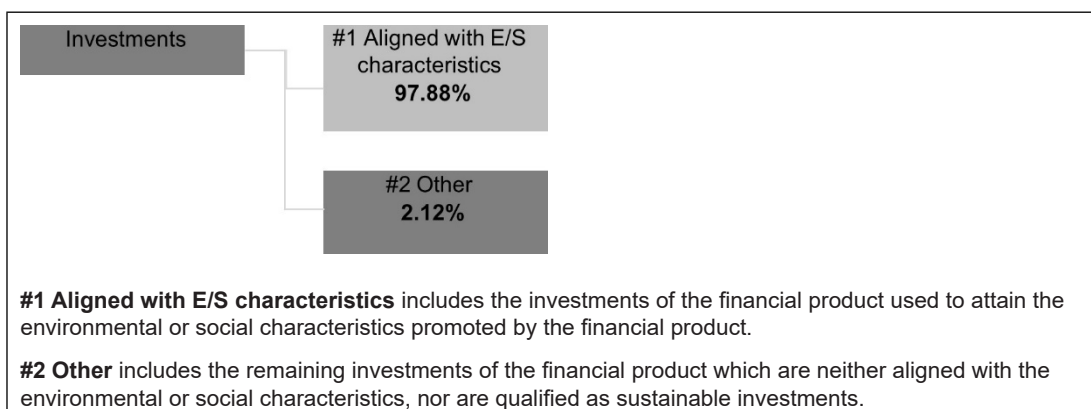 Investments
#1 Aligned with E/S
characteristics
97.88%
#2 Other
2.12%
#1 Aligned with E/S characteristics includes the investments of the financial product used to attain the
environmental or social characteristics promoted by the financial product.
#2 Other includes the remaining investments of the financial product which are neither aligned with the
environmental or social characteristics, nor are qualified as sustainable investments.